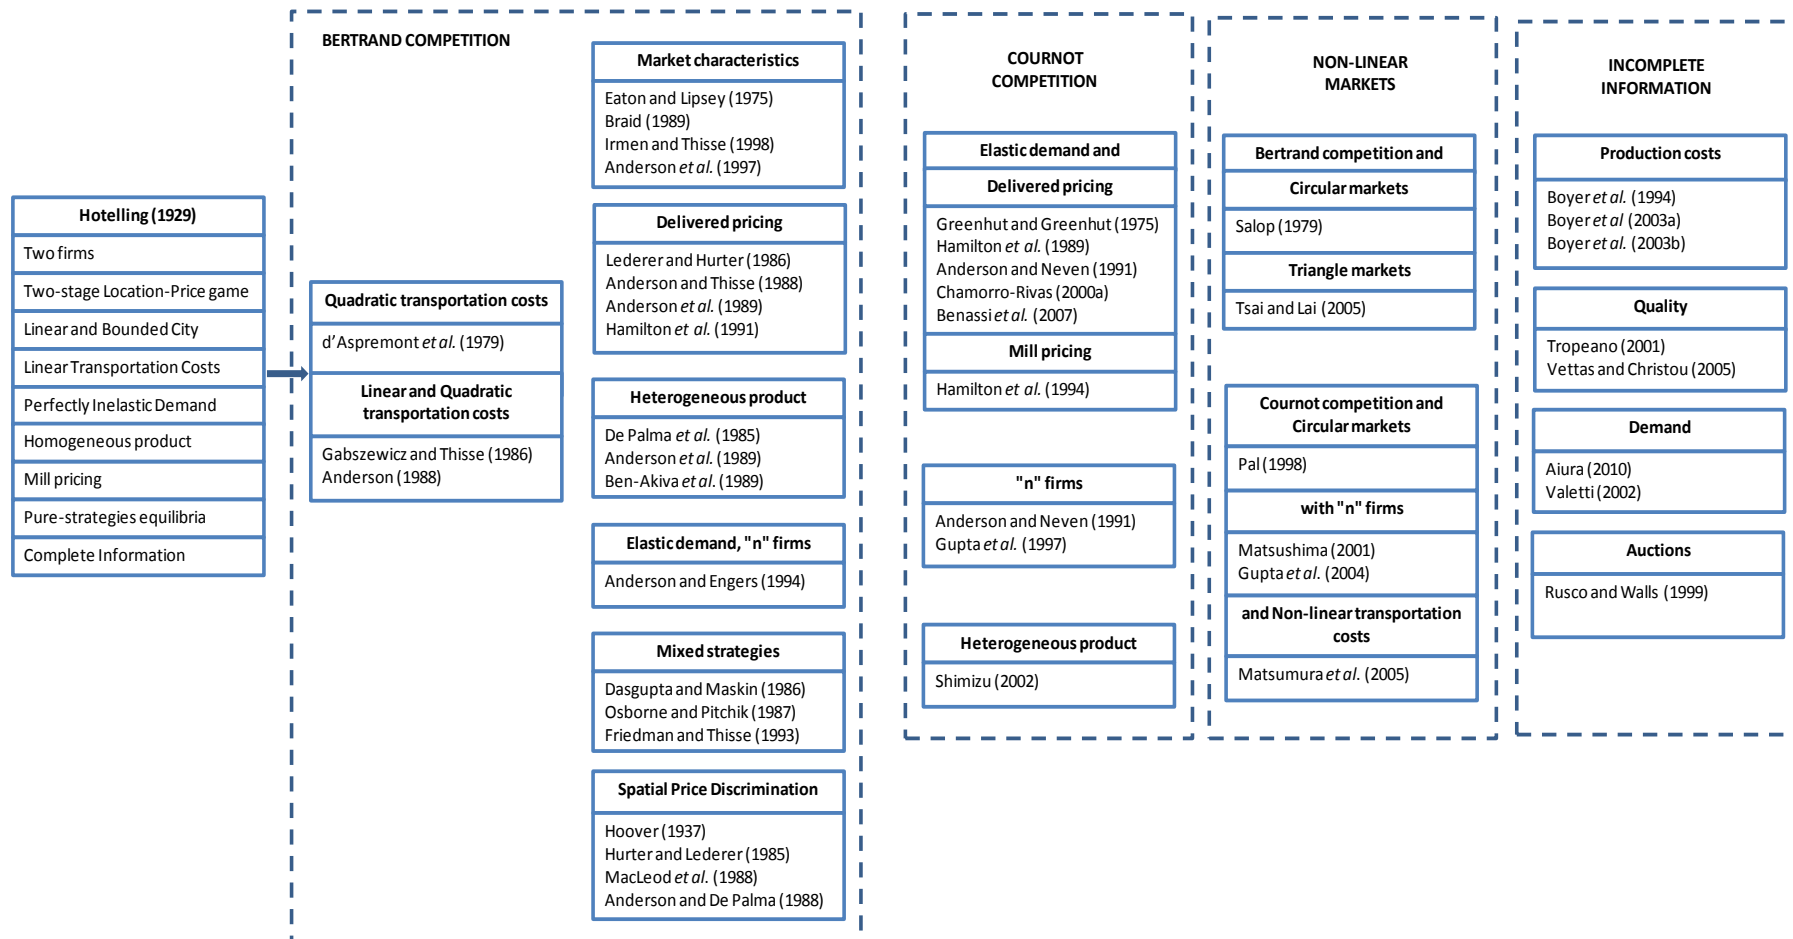 Hotelling (1929)
Two firms
Two-stage Location-Price game
Linear and Bounded City
Linear Transportation Costs
Perfectly Inelastic Demand
Homogeneous product
Mill pricing
Pure-strategies equilibria
Complete Information
BERTRAND COMPETITION
Quadratic transportation costs
d'Aspremont et al. (1979)
Linear and Quadratic
transportation costs
Gabszewicz and Thisse (1986)
Anderson (1988)
Market characteristics
Eaton and Lipsey (1975)
Braid (1989)
Irmen and Thisse (1998)
Anderson et al. (1997)
Delivered pricing
Lederer and Hurter (1986)
Anderson and Thisse (1988)
Anderson et al. (1989)
Hamilton et al. (1991)
Heterogeneous product
De Palma et al. (1985)
Anderson et al. (1989)
Ben-Akiva et al. (1989)
Elastic demand, "n" firms
Anderson and Engers (1994)
Mixed strategies
Dasgupta and Maskin (1986)
Osborne and Pitchik (1987)
Friedman and Thisse (1993)
Spatial Price Discrimination
Hoover (1937)
Hurter and Lederer (1985)
MacLeod et al. (1988)
Anderson and De Palma (1988)
COURNOT
COMPETITION
Elastic demand and
Delivered pricing
Greenhut and Greenhut (1975)
Hamilton et al. (1989)
Anderson and Neven (1991)
Chamorro-Rivas (2000a)
Benassi et al. (2007)
Mill pricing
Hamilton et al. (1994)
"n" firms
Anderson and Neven (1991)
Gupta et al. (1997)
Heterogeneous product
Shimizu (2002)
NON-LINEAR
MARKETS
Bertrand competition and
Circular markets
Salop (1979)
Triangle markets
Tsai and Lai (2005)
Cournot competition and
Circular markets
Pal (1998)
with "n" firms
Matsushima (2001)
Gupta et al. (2004)
and Non-linear transportation
costs
Matsumura et al. (2005)
INCOMPLETE
INFORMATION
Production costs
Boyer et al. (1994)
Boyer et al (2003a)
Boyer et al. (2003b)
Quality
Tropeano (2001)
Vettas and Christou (2005)
Demand
Aiura (2010)
Valetti (2002)
Auctions
Rusco and Walls (1999)